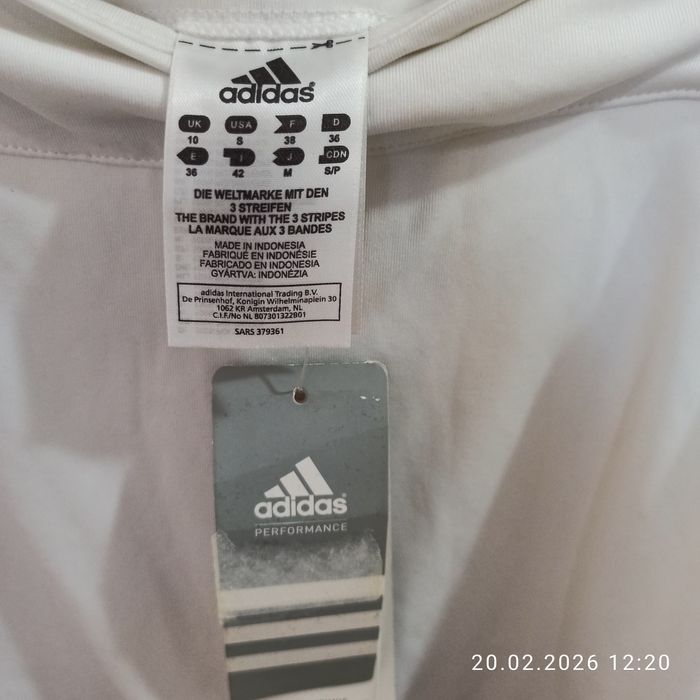 adidas
UK USA F D
10 S 38 36
E I J CDN
36 42 M S/P
DIE WELTMARKE MIT DEN
3 STREIFEN
THE BRAND WITH THE 3 STRIPES
LA MARQUE AUX 3 BANDES
MADE IN INDONESIA
FABRIQUÉ EN INDONÉSIE
FABRICADO EN INDONESIA
GYÁRTVA: INDONÉZIA
adidas International Trading B.V.
De Prinsenhof, Konigin Wilhelminaplein 30
1062 KR Amsterdam, NL
C.I.F./No NL 807301322B01
SARS 379361
adidas
PERFORMANCE
20.02.2026 12:20